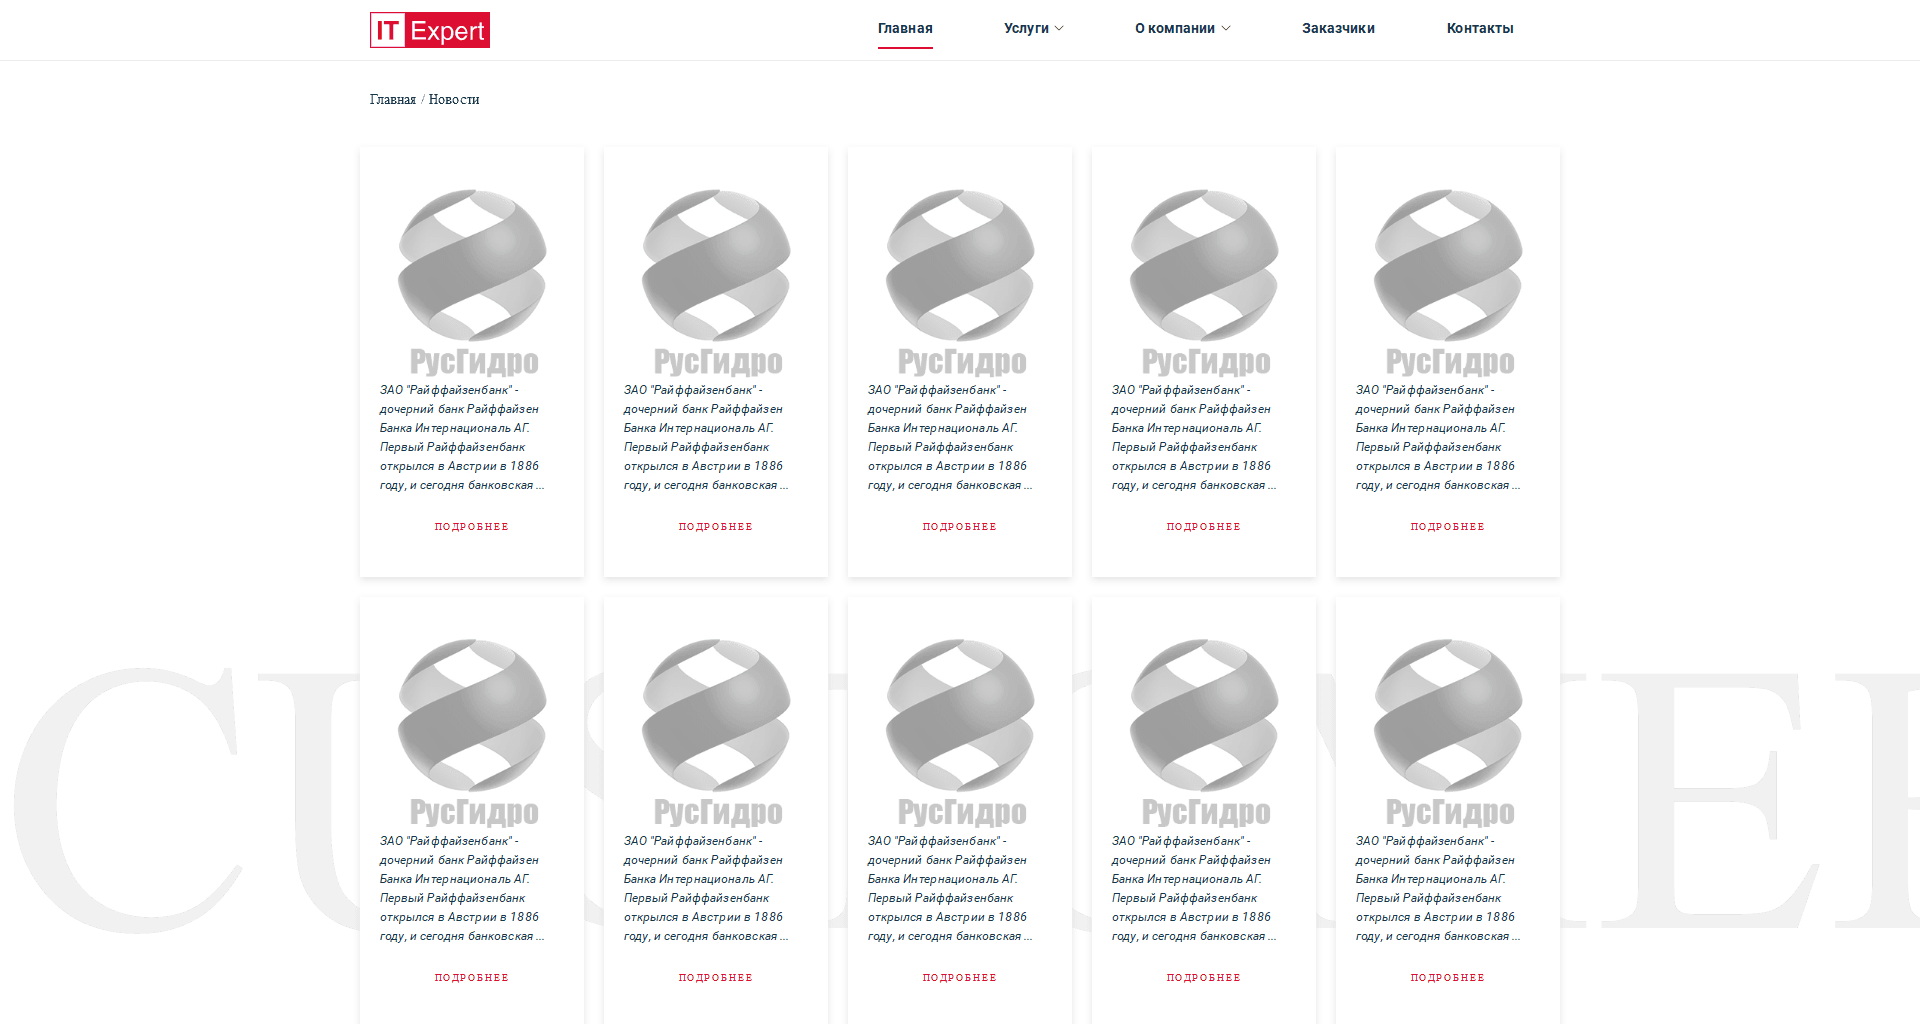 IT Expert
Главная Услуги О компании Заказчики Контакты
Главная / Новости
РусГидро
ЗАО "Райффайзенбанк" -
дочерний банк Райффайзен
Банка Интернациональ АГ.
Первый Райффайзенбанк
открылся в Австрии в 1886
году, и сегодня банковская ...
ПОДРОБНЕЕ
РусГидро
ЗАО "Райффайзенбанк" -
дочерний банк Райффайзен
Банка Интернациональ АГ.
Первый Райффайзенбанк
открылся в Австрии в 1886
году, и сегодня банковская ...
ПОДРОБНЕЕ
РусГидро
ЗАО "Райффайзенбанк" -
дочерний банк Райффайзен
Банка Интернациональ АГ.
Первый Райффайзенбанк
открылся в Австрии в 1886
году, и сегодня банковская ...
ПОДРОБНЕЕ
РусГидро
ЗАО "Райффайзенбанк" -
дочерний банк Райффайзен
Банка Интернациональ АГ.
Первый Райффайзенбанк
открылся в Австрии в 1886
году, и сегодня банковская ...
ПОДРОБНЕЕ
РусГидро
ЗАО "Райффайзенбанк" -
дочерний банк Райффайзен
Банка Интернациональ АГ.
Первый Райффайзенбанк
открылся в Австрии в 1886
году, и сегодня банковская ...
ПОДРОБНЕЕ
РусГидро
ЗАО "Райффайзенбанк" -
дочерний банк Райффайзен
Банка Интернациональ АГ.
Первый Райффайзенбанк
открылся в Австрии в 1886
году, и сегодня банковская ...
ПОДРОБНЕЕ
РусГидро
ЗАО "Райффайзенбанк" -
дочерний банк Райффайзен
Банка Интернациональ АГ.
Первый Райффайзенбанк
открылся в Австрии в 1886
году, и сегодня банковская ...
ПОДРОБНЕЕ
РусГидро
ЗАО "Райффайзенбанк" -
дочерний банк Райффайзен
Банка Интернациональ АГ.
Первый Райффайзенбанк
открылся в Австрии в 1886
году, и сегодня банковская ...
ПОДРОБНЕЕ
РусГидро
ЗАО "Райффайзенбанк" -
дочерний банк Райффайзен
Банка Интернациональ АГ.
Первый Райффайзенбанк
открылся в Австрии в 1886
году, и сегодня банковская ...
ПОДРОБНЕЕ
РусГидро
ЗАО "Райффайзенбанк" -
дочерний банк Райффайзен
Банка Интернациональ АГ.
Первый Райффайзенбанк
открылся в Австрии в 1886
году, и сегодня банковская ...
ПОДРОБНЕЕ